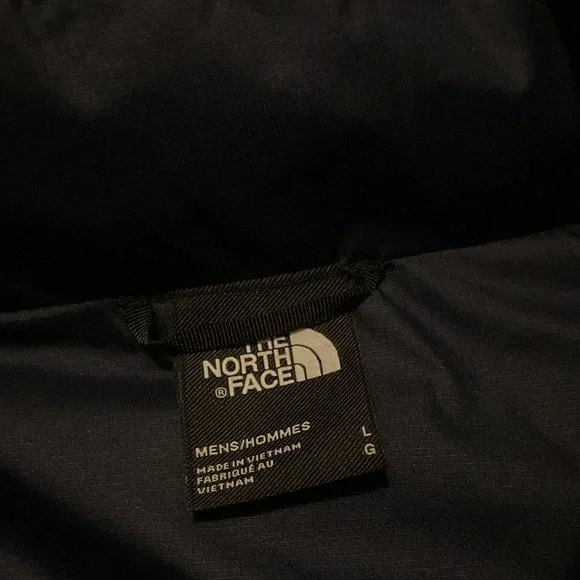 THE
NORTH
FACE
®
MENS/HOMMES
L
G
MADE IN VIETNAM
FABRIQUÉ AU
VIETNAM